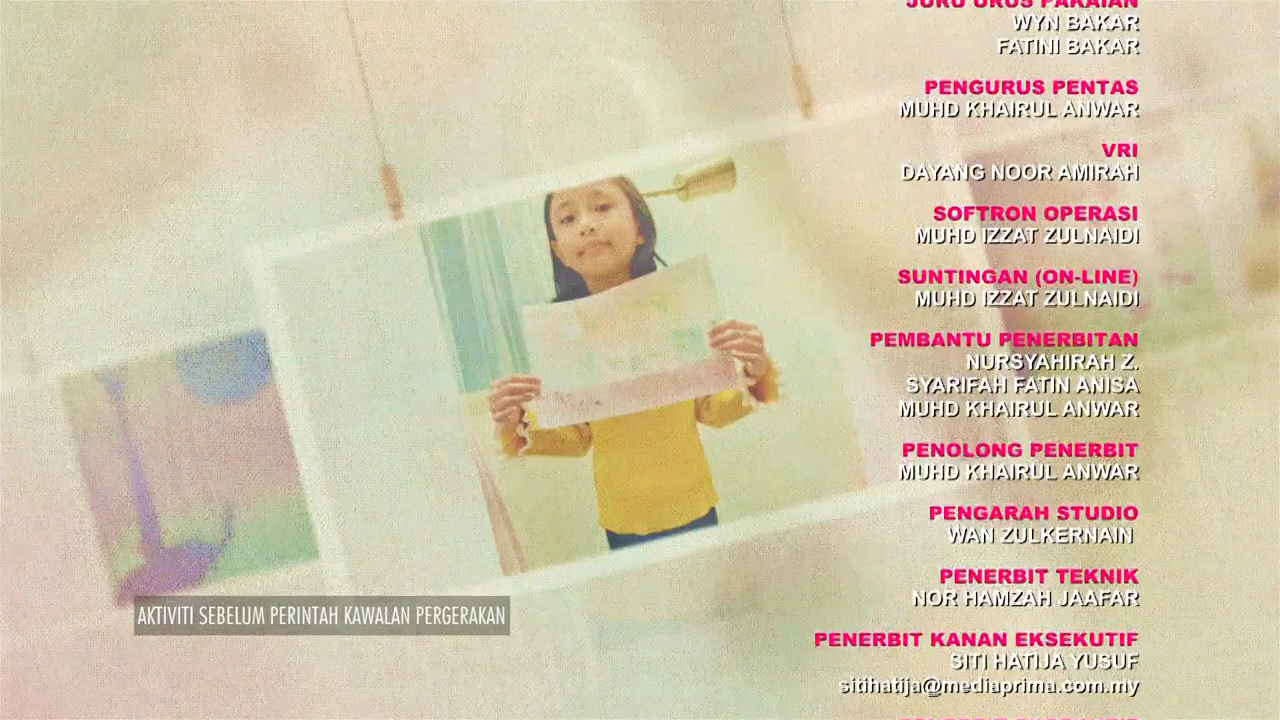 JURU URUS PAKAIAN
WYN BAKAR
FATINI BAKAR
PENGURUS PENTAS
MUHD KHAIRUL ANWAR
VRI
DAYANG NOOR AMIRAH
SOFTRON OPERASI
MUHD IZZAT ZULNAIDI
SUNTINGAN (ON-LINE)
MUHD IZZAT ZULNAIDI
PEMBANTU PENERBITAN
NURSYAHIRAH Z.
SYARIFAH FATIN ANISA
MUHD KHAIRUL ANWAR
PENOLONG PENERBIT
MUHD KHAIRUL ANWAR
PENGARAH STUDIO
WAN ZULKERNAIN
PENERBIT TEKNIK
NOR HAMZAH JAAFAR
PENERBIT KANAN EKSEKUTIF
SITI HATIJA YUSUF
sitihatija@mediaprima.com.my
AKTIVITI SEBELUM PERINTAH KAWALAN PERGERAKAN